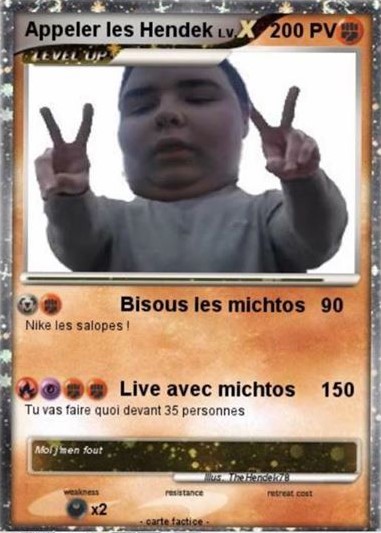 Appeler les Hendek LV.X 200 PV
LEVEL-UP
Bisous les michtos 90
Nike les salopes !
Live avec michtos 150
Tu vas faire quoi devant 35 personnes
Moi j'men fout
Illus. TheHendek78
weakness resistance retreat cost
x2
- carte factice -